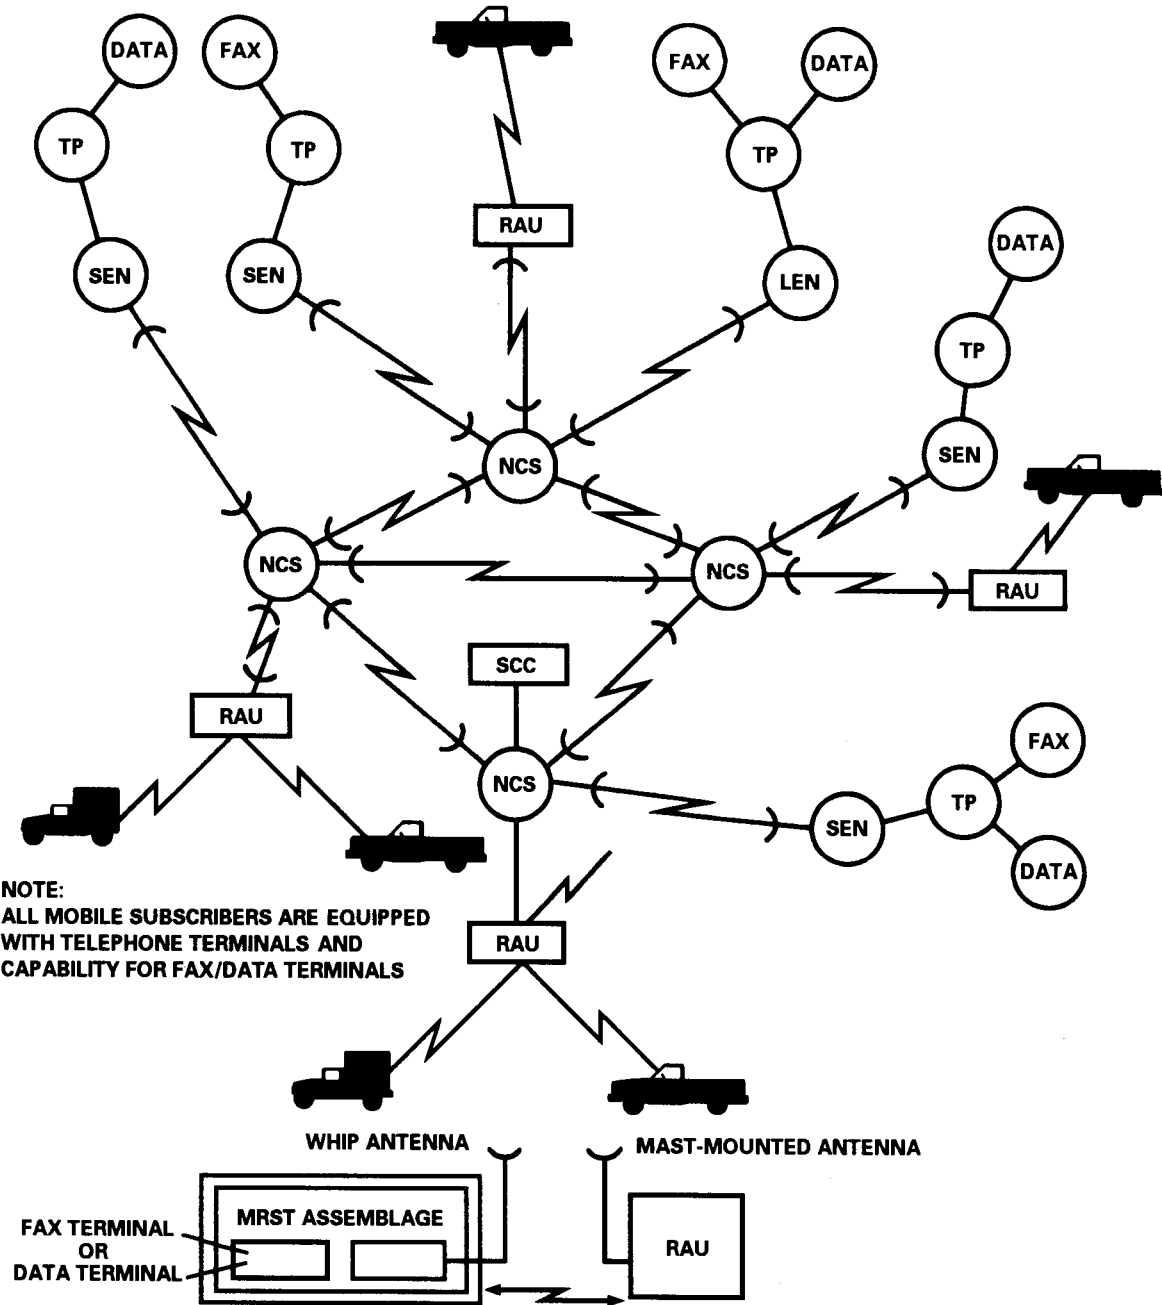 DATA
FAX
FAX
DATA
TP
TP
TP
RAU
DATA
SEN
SEN
LEN
TP
SEN
NCS
NCS
NCS
RAU
SCC
RAU
FAX
NCS
TP
SEN
DATA
NOTE:
ALL MOBILE SUBSCRIBERS ARE EQUIPPED
WITH TELEPHONE TERMINALS AND
CAPABILITY FOR FAX/DATA TERMINALS
RAU
WHIP ANTENNA
MAST-MOUNTED ANTENNA
MRST ASSEMBLAGE
FAX TERMINAL
OR
DATA TERMINAL
RAU